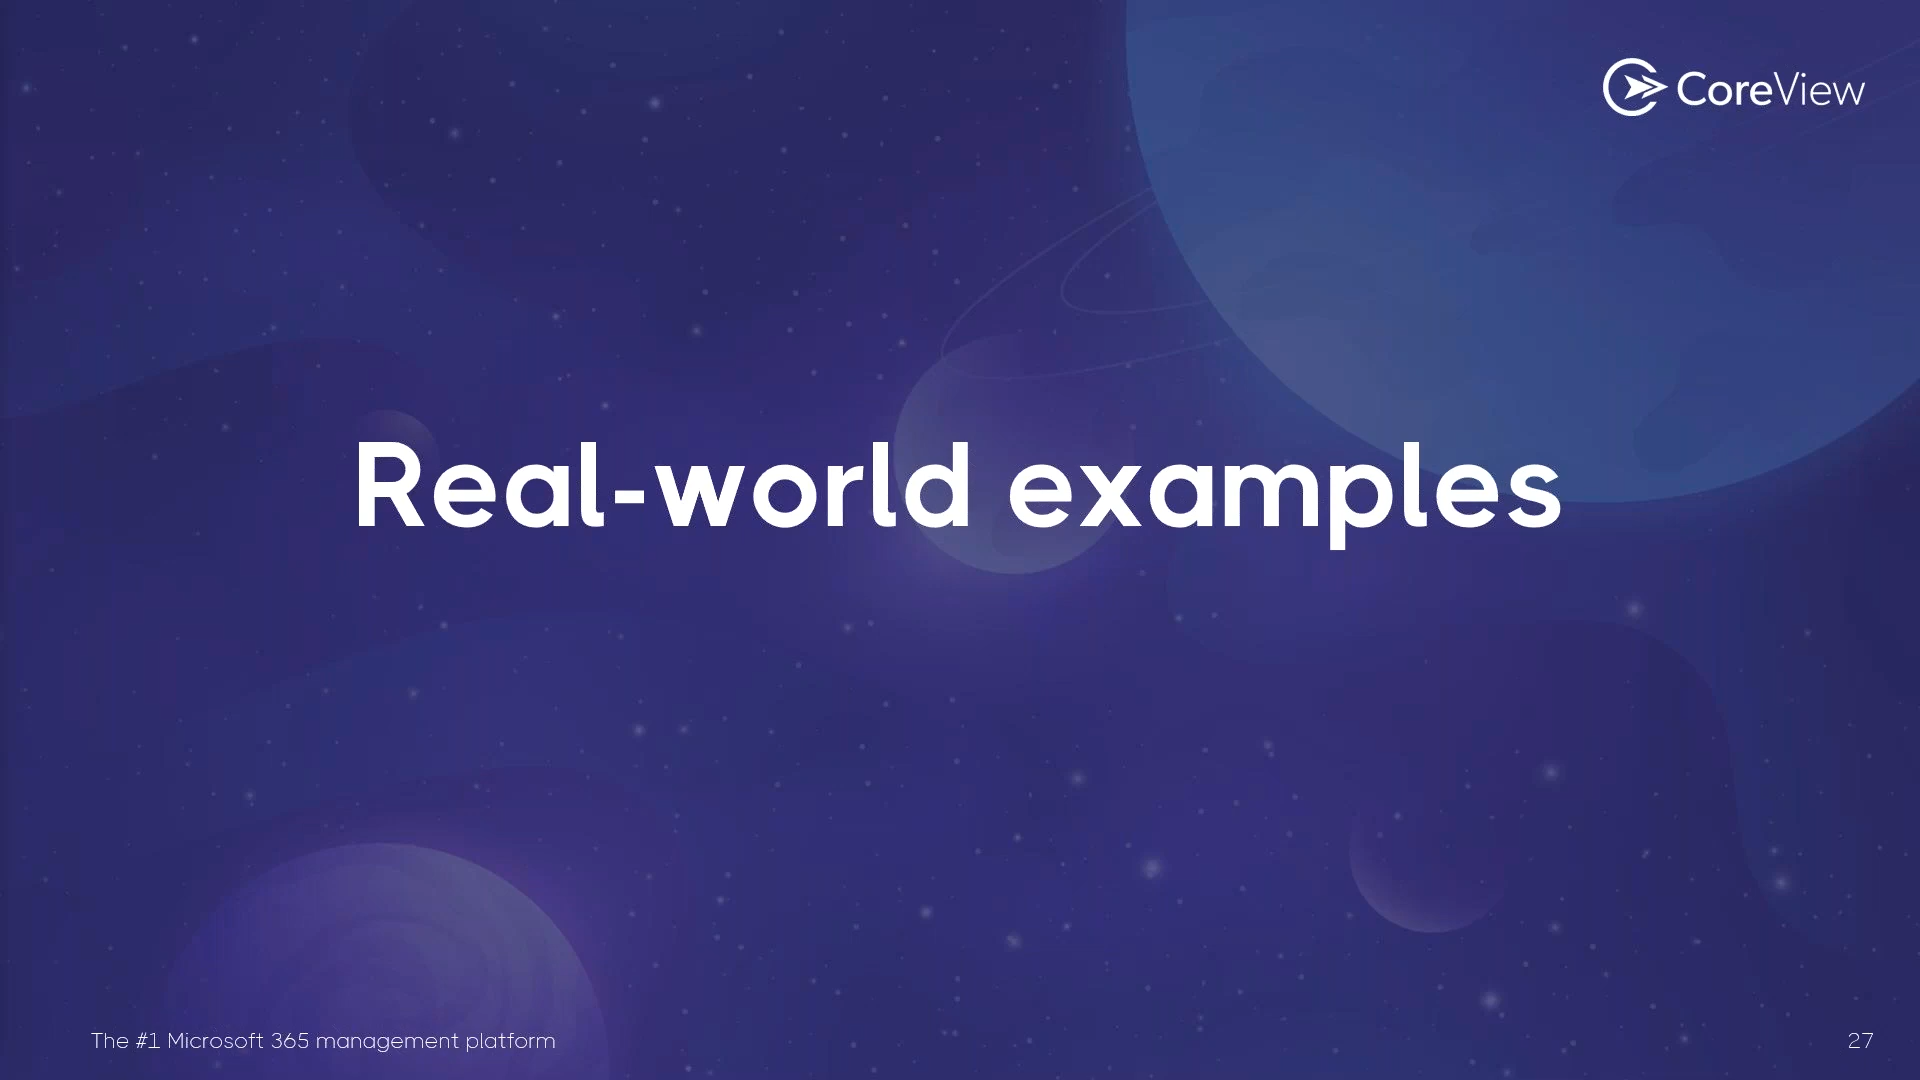 CoreView
Real-world examples
The #1 Microsoft 365 management platform
27